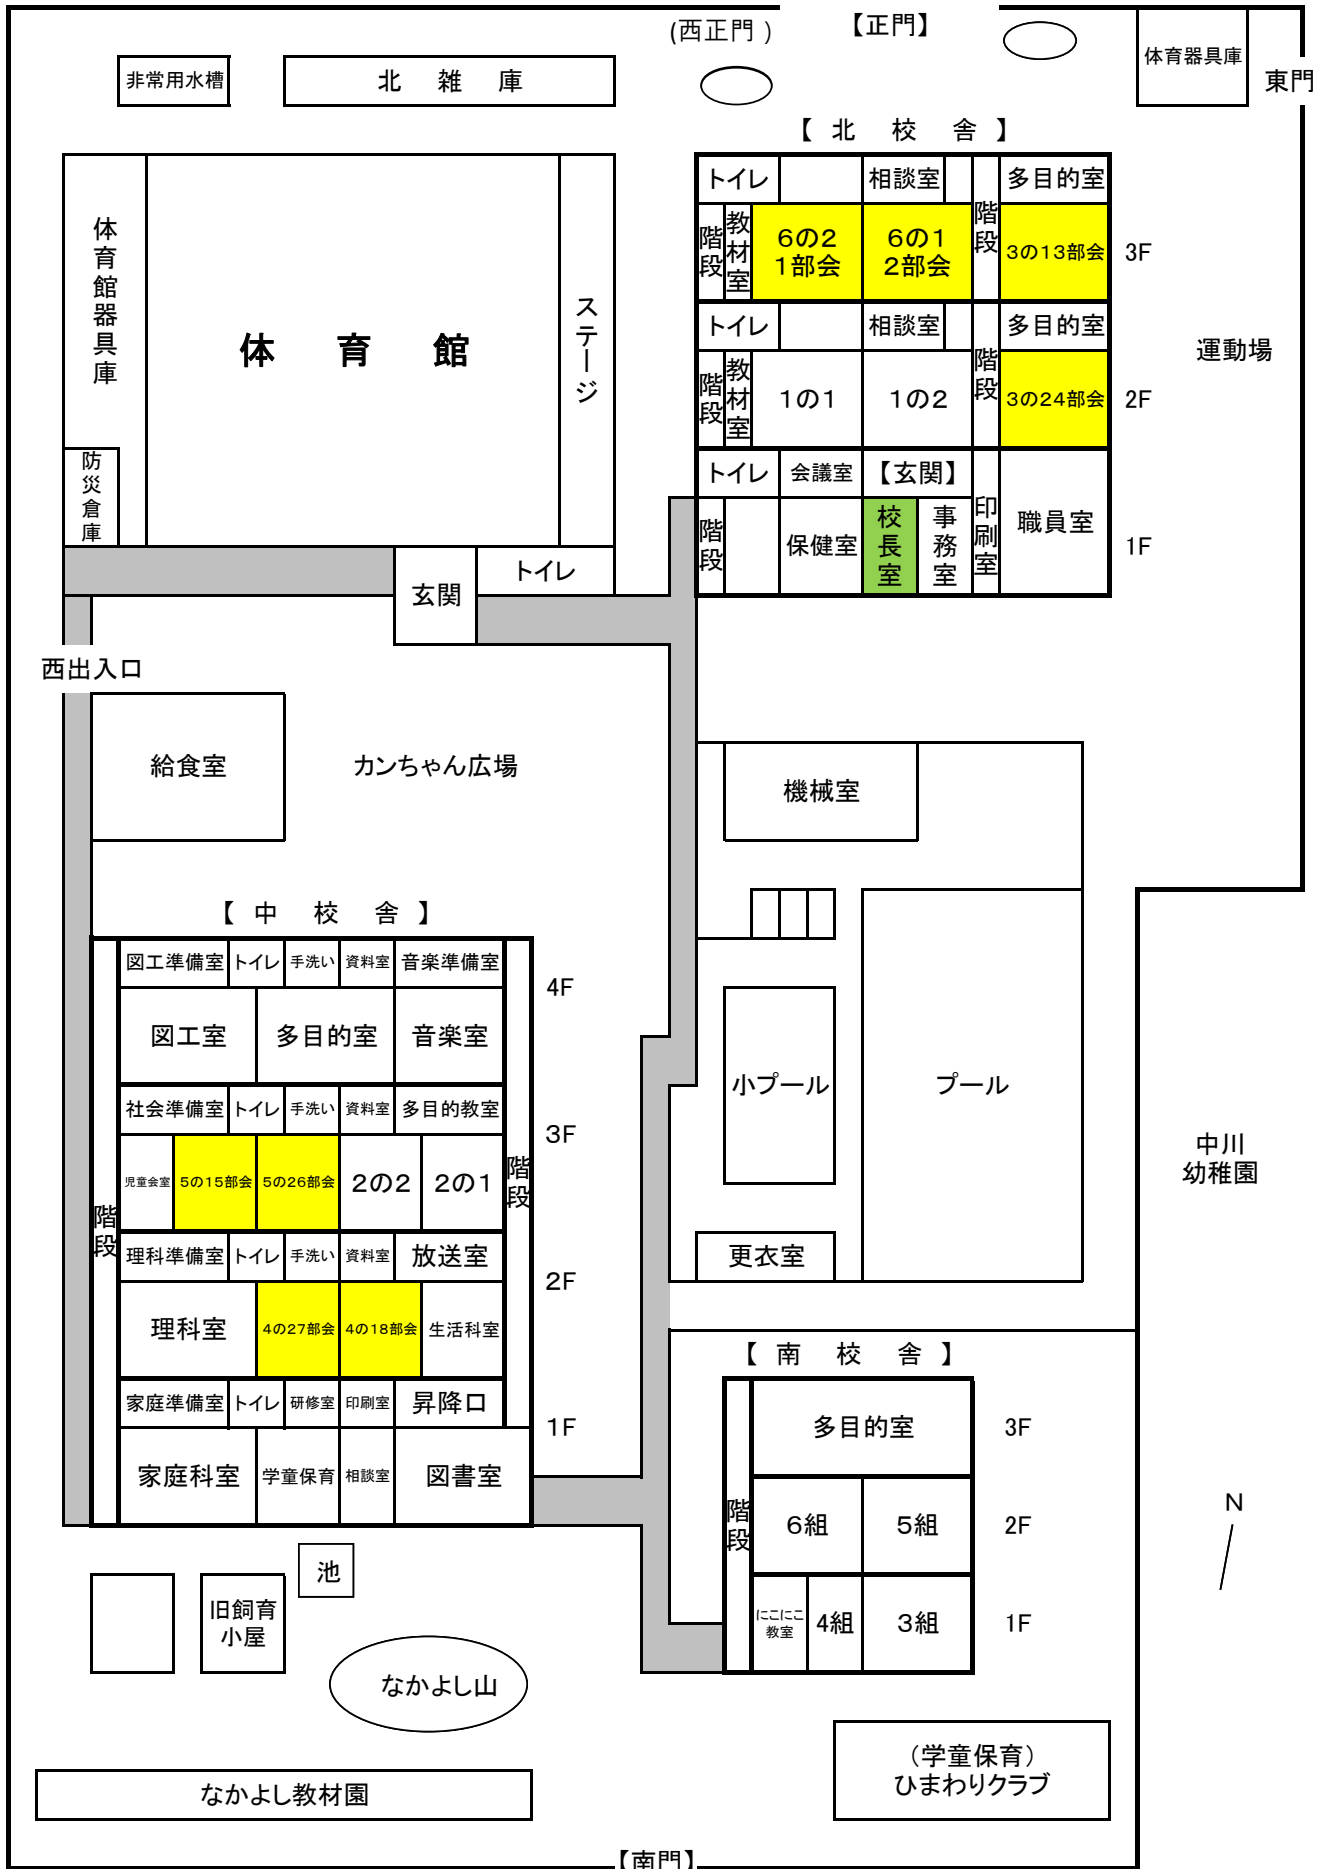 (西正門 )
【正門】
体育器具庫
東門
非常用水槽
北　雑　庫
【 北　校　舎 】
体育館器具庫
体　育　館
ステージ
防災倉庫
トイレ
相談室
多目的室
階段
教材室
6の2
1部会
6の1
2部会
階段
3の13部会
3F
トイレ
相談室
多目的室
階段
教材室
1の1
1の2
階段
3の24部会
2F
運動場
トイレ
会議室
【玄関】
階段
保健室
校長室
事務室
印刷室
職員室
1F
玄関
トイレ
西出入口
給食室
カンちゃん広場
機械室
【 中　校　舎 】
図工準備室
トイレ
手洗い
資料室
音楽準備室
4F
図工室
多目的室
音楽室
社会準備室
トイレ
手洗い
資料室
多目的教室
3F
児童会室
5の15部会
5の26部会
2の2
2の1
階段
階段
理科準備室
トイレ
手洗い
資料室
放送室
2F
理科室
4の27部会
4の18部会
生活科室
家庭準備室
トイレ
研修室
印刷室
昇降口
1F
家庭科室
学童保育
相談室
図書室
小プール
プール
中川
幼稚園
更衣室
【 南　校　舎 】
多目的室
3F
階段
6組
5組
2F
にこにこ
教室
4組
3組
1F
N
池
旧飼育
小屋
なかよし山
（学童保育）
ひまわりクラブ
なかよし教材園
【南門】